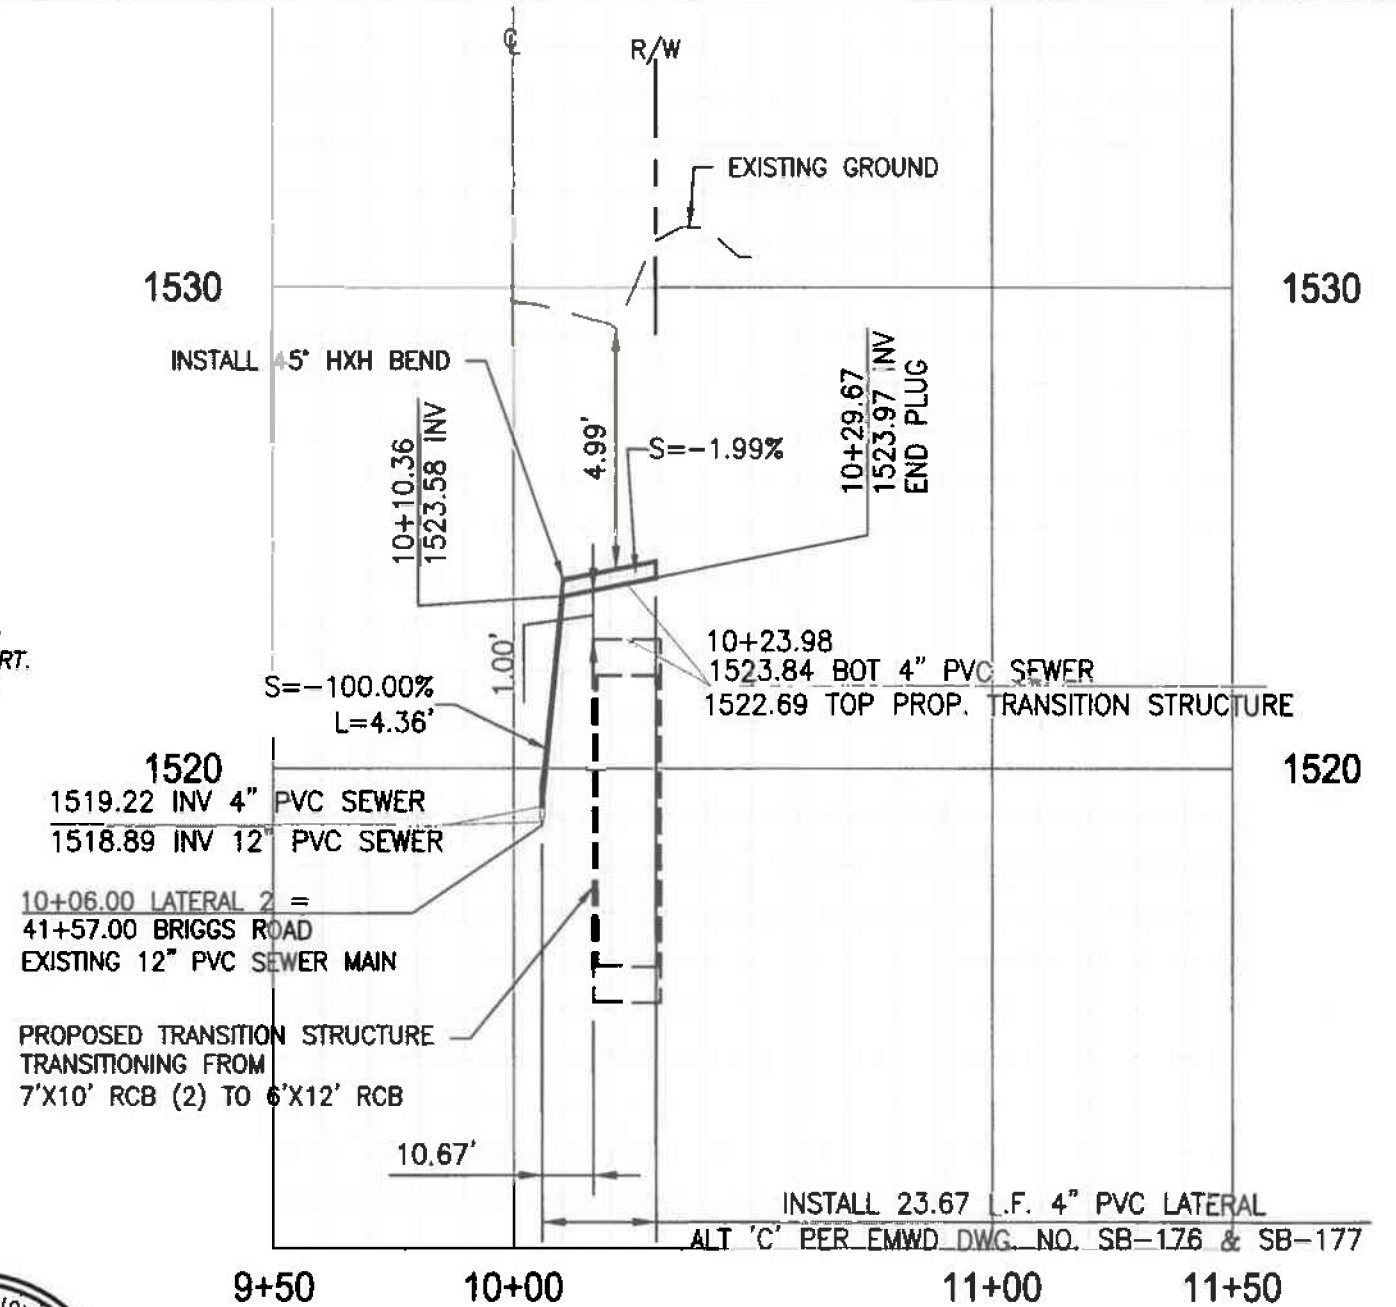 ℄
R/W
EXISTING GROUND
1530
1530
INSTALL 45° HXH BEND
10+10.36
1523.58 INV
4.99'
S=-1.99%
10+29.67
1523.97 INV
END PLUG
RT.
1.00'
10+23.98
1523.84 BOT 4" PVC SEWER
1522.69 TOP PROP. TRANSITION STRUCTURE
S=-100.00%
L=4.36'
1520
1520
1519.22 INV 4" PVC SEWER
1518.89 INV 12" PVC SEWER
10+06.00 LATERAL 2 =
41+57.00 BRIGGS ROAD
EXISTING 12" PVC SEWER MAIN
PROPOSED TRANSITION STRUCTURE
TRANSITIONING FROM
7'X10' RCB (2) TO 6'X12' RCB
10.67'
INSTALL 23.67 L.F. 4" PVC LATERAL
ALT 'C' PER EMWD DWG. NO. SB-176 & SB-177
9+50
10+00
11+00
11+50